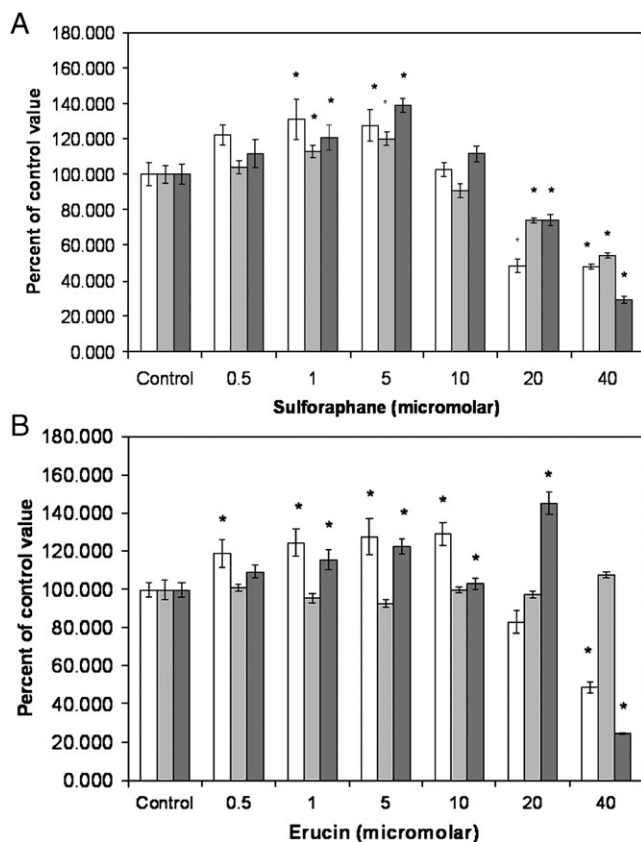 A
Percent of control value
180.000
160.000
140.000
120.000
100.000
80.000
60.000
40.000
20.000
0.000
* * * * * * * * * * * *
Control 0.5 1 5 10 20 40
Sulforaphane (micromolar)
B
Percent of control value
180.000
160.000
140.000
120.000
100.000
80.000
60.000
40.000
20.000
0.000
* * * * * * * * * *
Control 0.5 1 5 10 20 40
Erucin (micromolar)